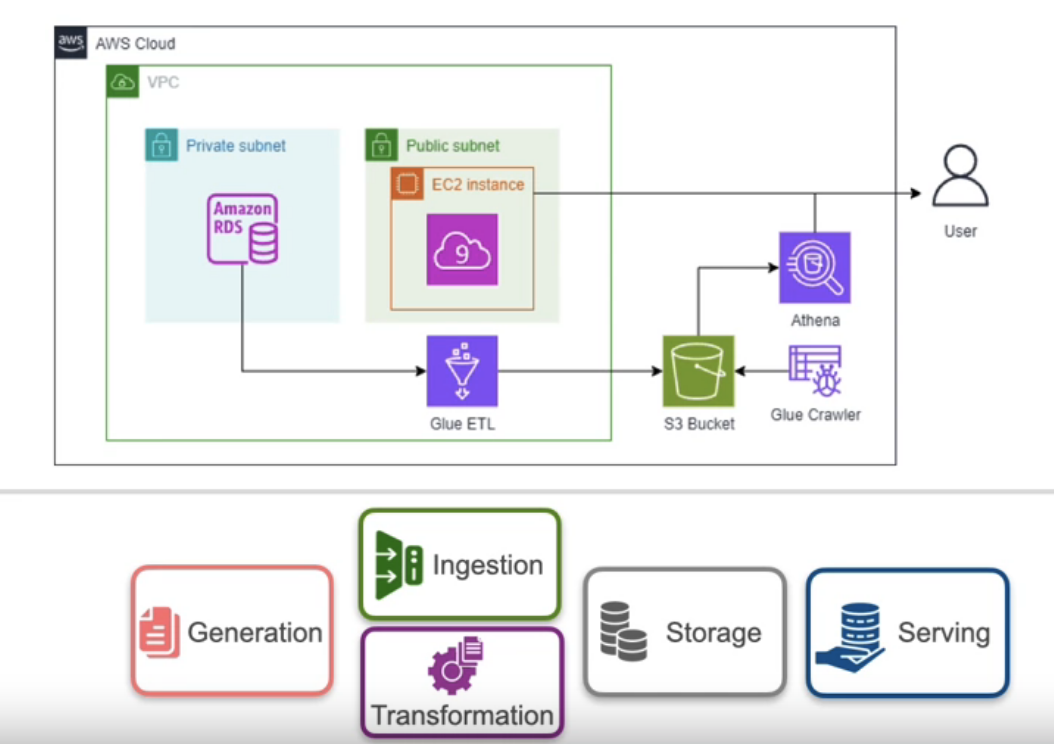 aws AWS Cloud
VPC
Private subnet
Public subnet
EC2 instance
Amazon
RDS
9
User
Athena
Glue ETL
S3 Bucket
Glue Crawler
Ingestion
Generation
Storage
Serving
Transformation